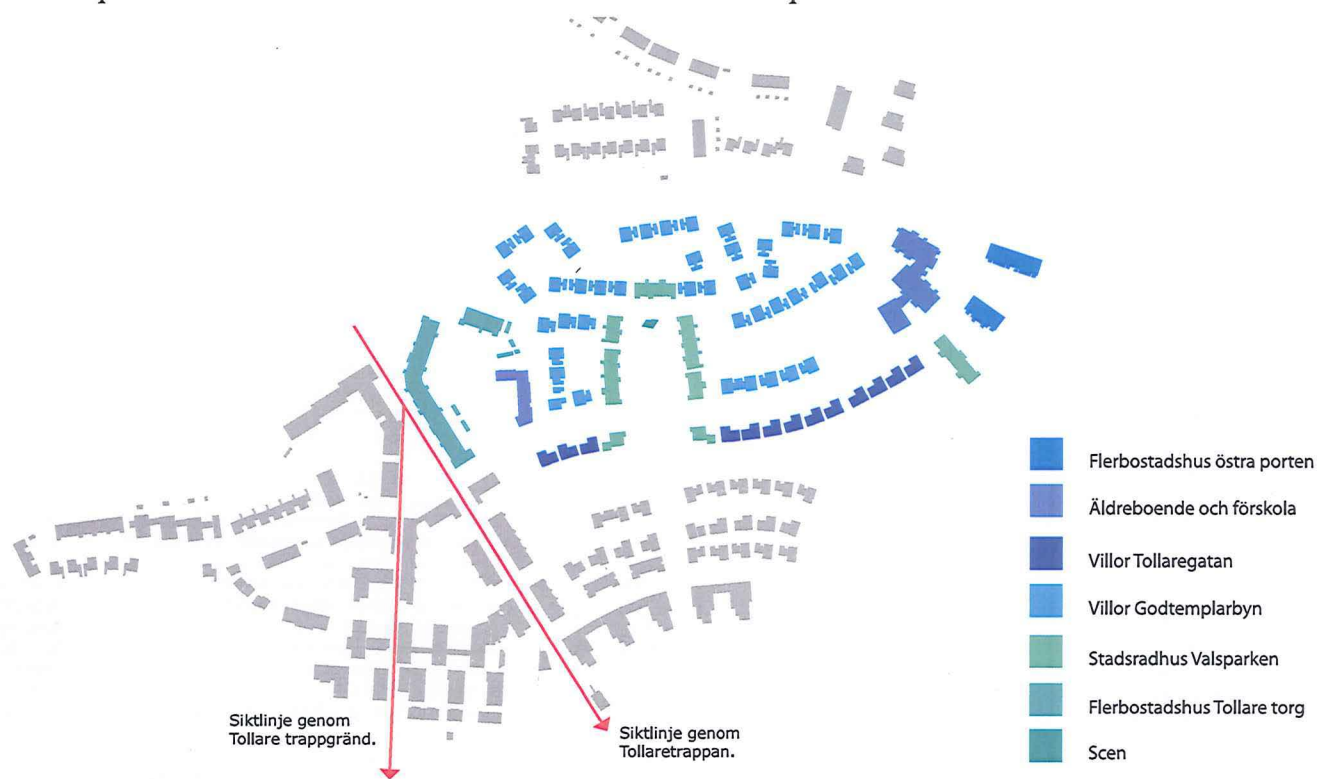 Siktlinje genom
Tollare trappgränd.
Siktlinje genom
Tollaretrappan.
Flerbostadshus östra porten
Äldreboende och förskola
Villor Tollaregatan
Villor Godtemplarbyn
Stadsradhus Valsparken
Flerbostadshus Tollare torg
Scen